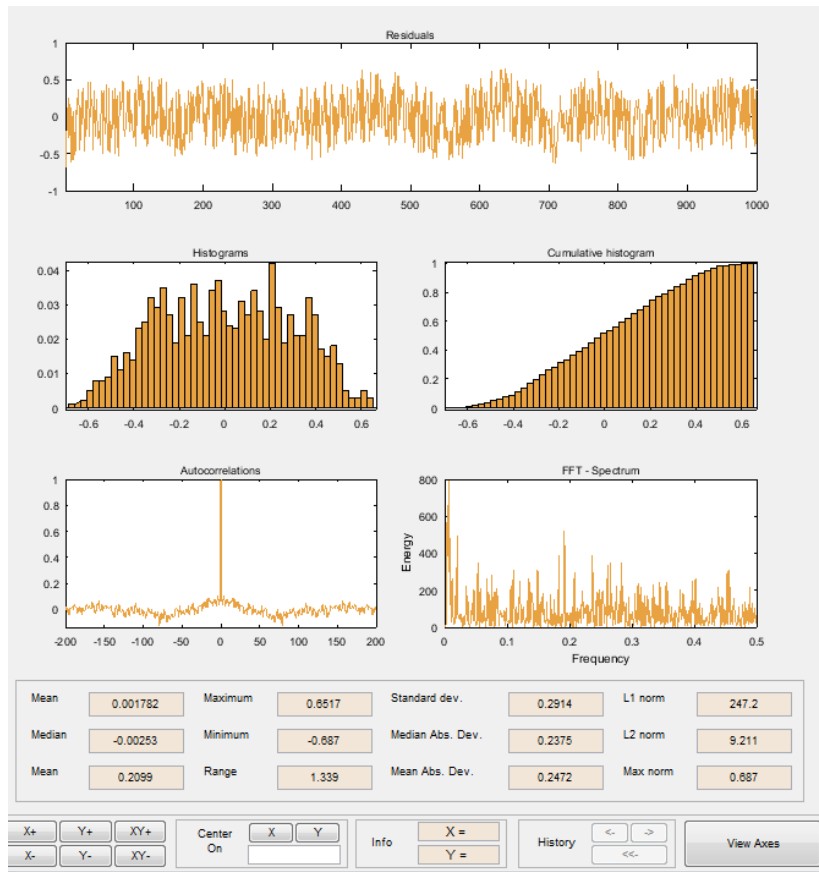 Residuals
1
0.5
0
-0.5
-1
100 200 300 400 500 600 700 800 900 1000
Histograms
0.04
0.03
0.02
0.01
0
-0.6 -0.4 -0.2 0 0.2 0.4 0.6
Cumulative histogram
1
0.8
0.6
0.4
0.2
0
-0.6 -0.4 -0.2 0 0.2 0.4 0.6
Autocorrelations
1
0.8
0.6
0.4
0.2
0
-200 -150 -100 -50 0 50 100 150 200
FFT - Spectrum
Energy
800
600
400
200
0
0 0.1 0.2 0.3 0.4 0.5
Frequency
Mean 0.001782 Maximum 0.6517 Standard dev. 0.2914 L1 norm 247.2
Median -0.00253 Minimum -0.687 Median Abs. Dev. 0.2375 L2 norm 9.211
Mean 0.2099 Range 1.339 Mean Abs. Dev. 0.2472 Max norm 0.687
X+ Y+ XY+
X- Y- XY-
Center
On
X Y
Info
X =
Y =
History
<- ->
<<-
View Axes